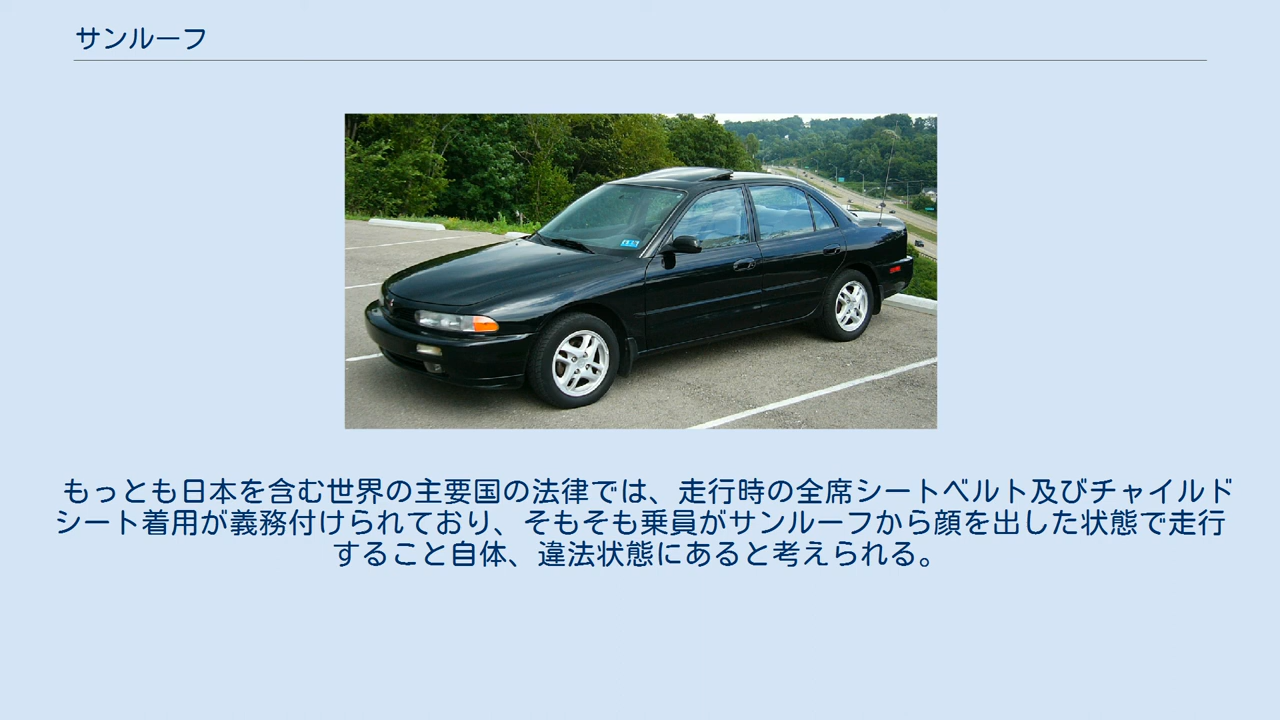 サンルーフ
もっとも日本を含む世界の主要国の法律では、走行時の全席シートベルト及びチャイルド
シート着用が義務付けられており、そもそも乗員がサンルーフから顔を出した状態で走行
すること自体、違法状態にあると考えられる。